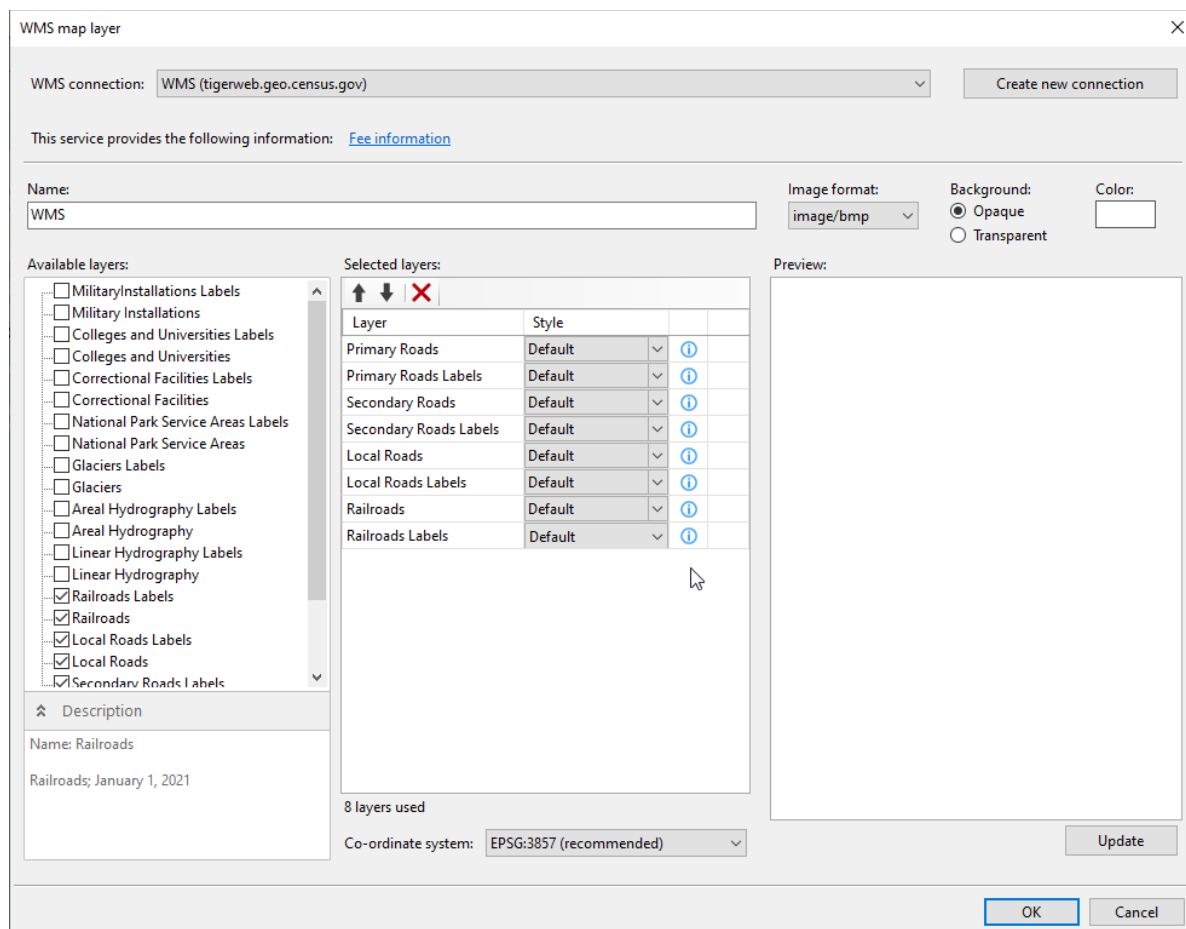 WMS map layer
WMS connection: WMS (tigerweb.geo.census.gov) Create new connection
This service provides the following information: Fee information
Name: Image format: Background: Color:
WMS image/bmp Opaque
Transparent
Available layers:
MilitaryInstallations Labels
Military Installations
Colleges and Universities Labels
Colleges and Universities
Correctional Facilities Labels
Correctional Facilities
National Park Service Areas Labels
National Park Service Areas
Glaciers Labels
Glaciers
Areal Hydrography Labels
Areal Hydrography
Linear Hydrography Labels
Linear Hydrography
Railroads Labels
Railroads
Local Roads Labels
Local Roads
Secondary Roads Labels
Description
Name: Railroads
Railroads; January 1, 2021
Selected layers:
Layer Style
Primary Roads Default
Primary Roads Labels Default
Secondary Roads Default
Secondary Roads Labels Default
Local Roads Default
Local Roads Labels Default
Railroads Default
Railroads Labels Default
8 layers used
Co-ordinate system: EPSG:3857 (recommended)
Preview:
Update
OK Cancel